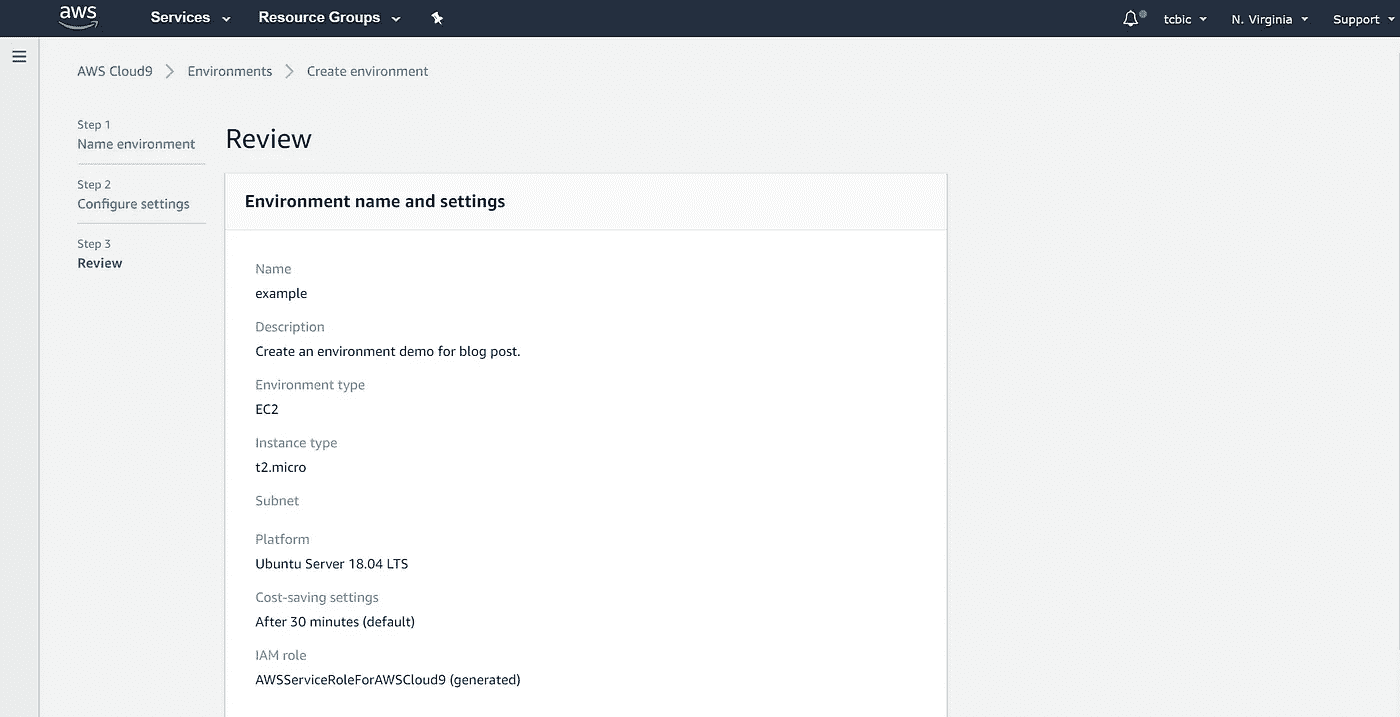 aws
Services
Resource Groups
tcbic
N. Virginia
Support
AWS Cloud9
Environments
Create environment
Step 1
Name environment
Step 2
Configure settings
Step 3
Review
Review
Environment name and settings
Name
example
Description
Create an environment demo for blog post.
Environment type
EC2
Instance type
t2.micro
Subnet
Platform
Ubuntu Server 18.04 LTS
Cost-saving settings
After 30 minutes (default)
IAM role
AWSServiceRoleForAWSCloud9 (generated)